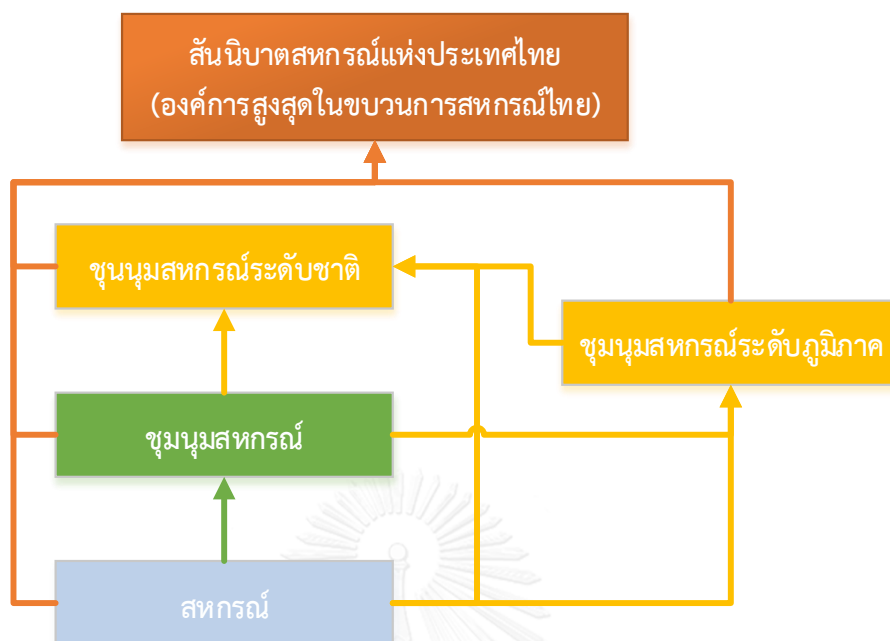 สันนิบาตสหกรณ์แห่งประเทศไทย
(องค์การสูงสุดในขบวนการสหกรณ์ไทย)
ชุนนุมสหกรณ์ระดับชาติ
ชุมนุมสหกรณ์ระดับภูมิภาค
ชุมนุมสหกรณ์
สหกรณ์